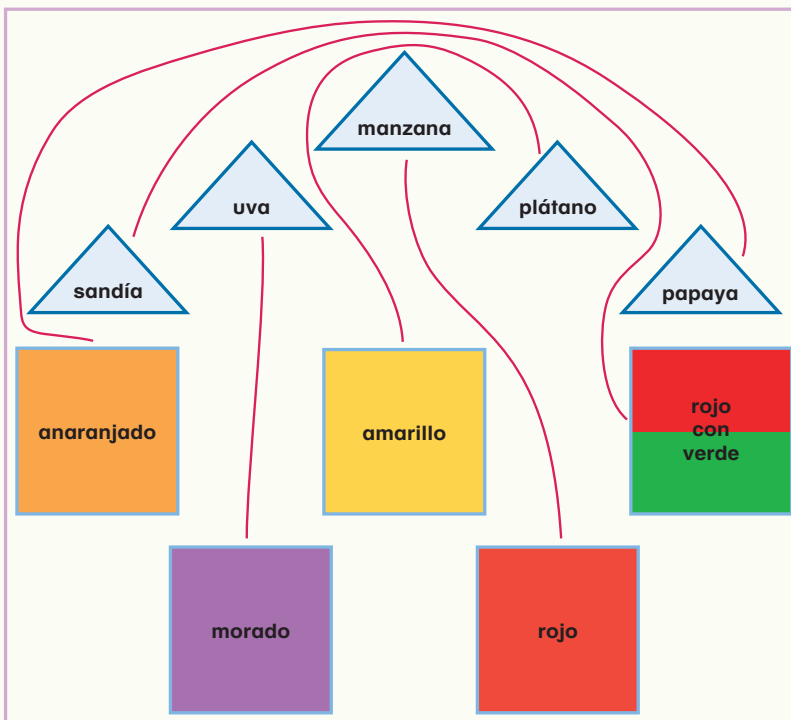 manzana
uva
plátano
sandía
papaya
anaranjado
amarillo
rojo
con
verde
morado
rojo